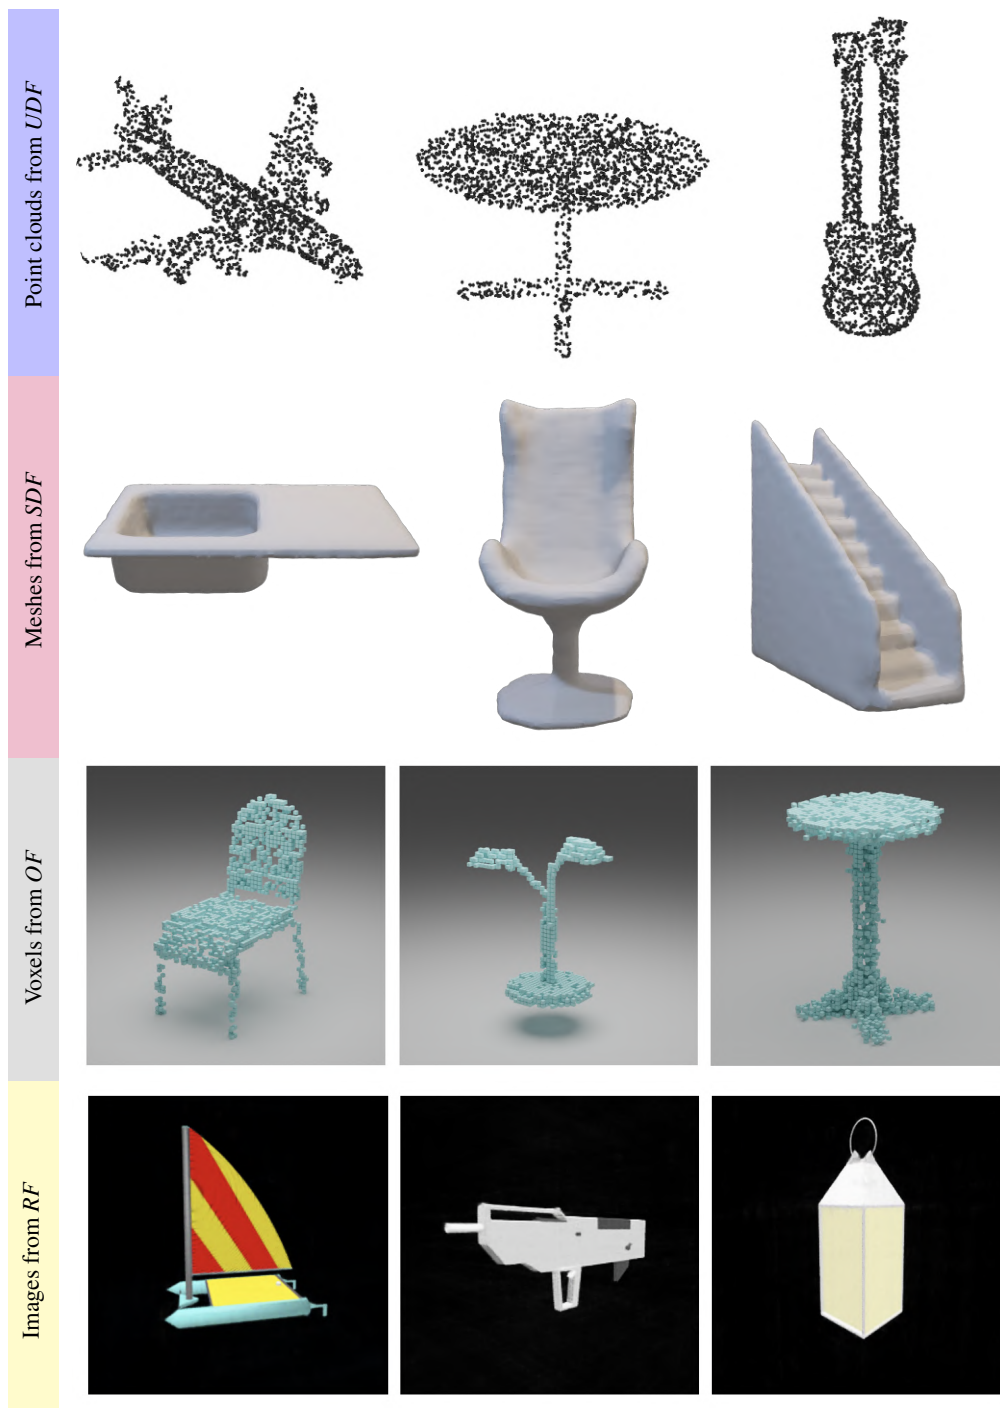 Point clouds from UDF
Meshes from SDF
Voxels from OF
Images from RF